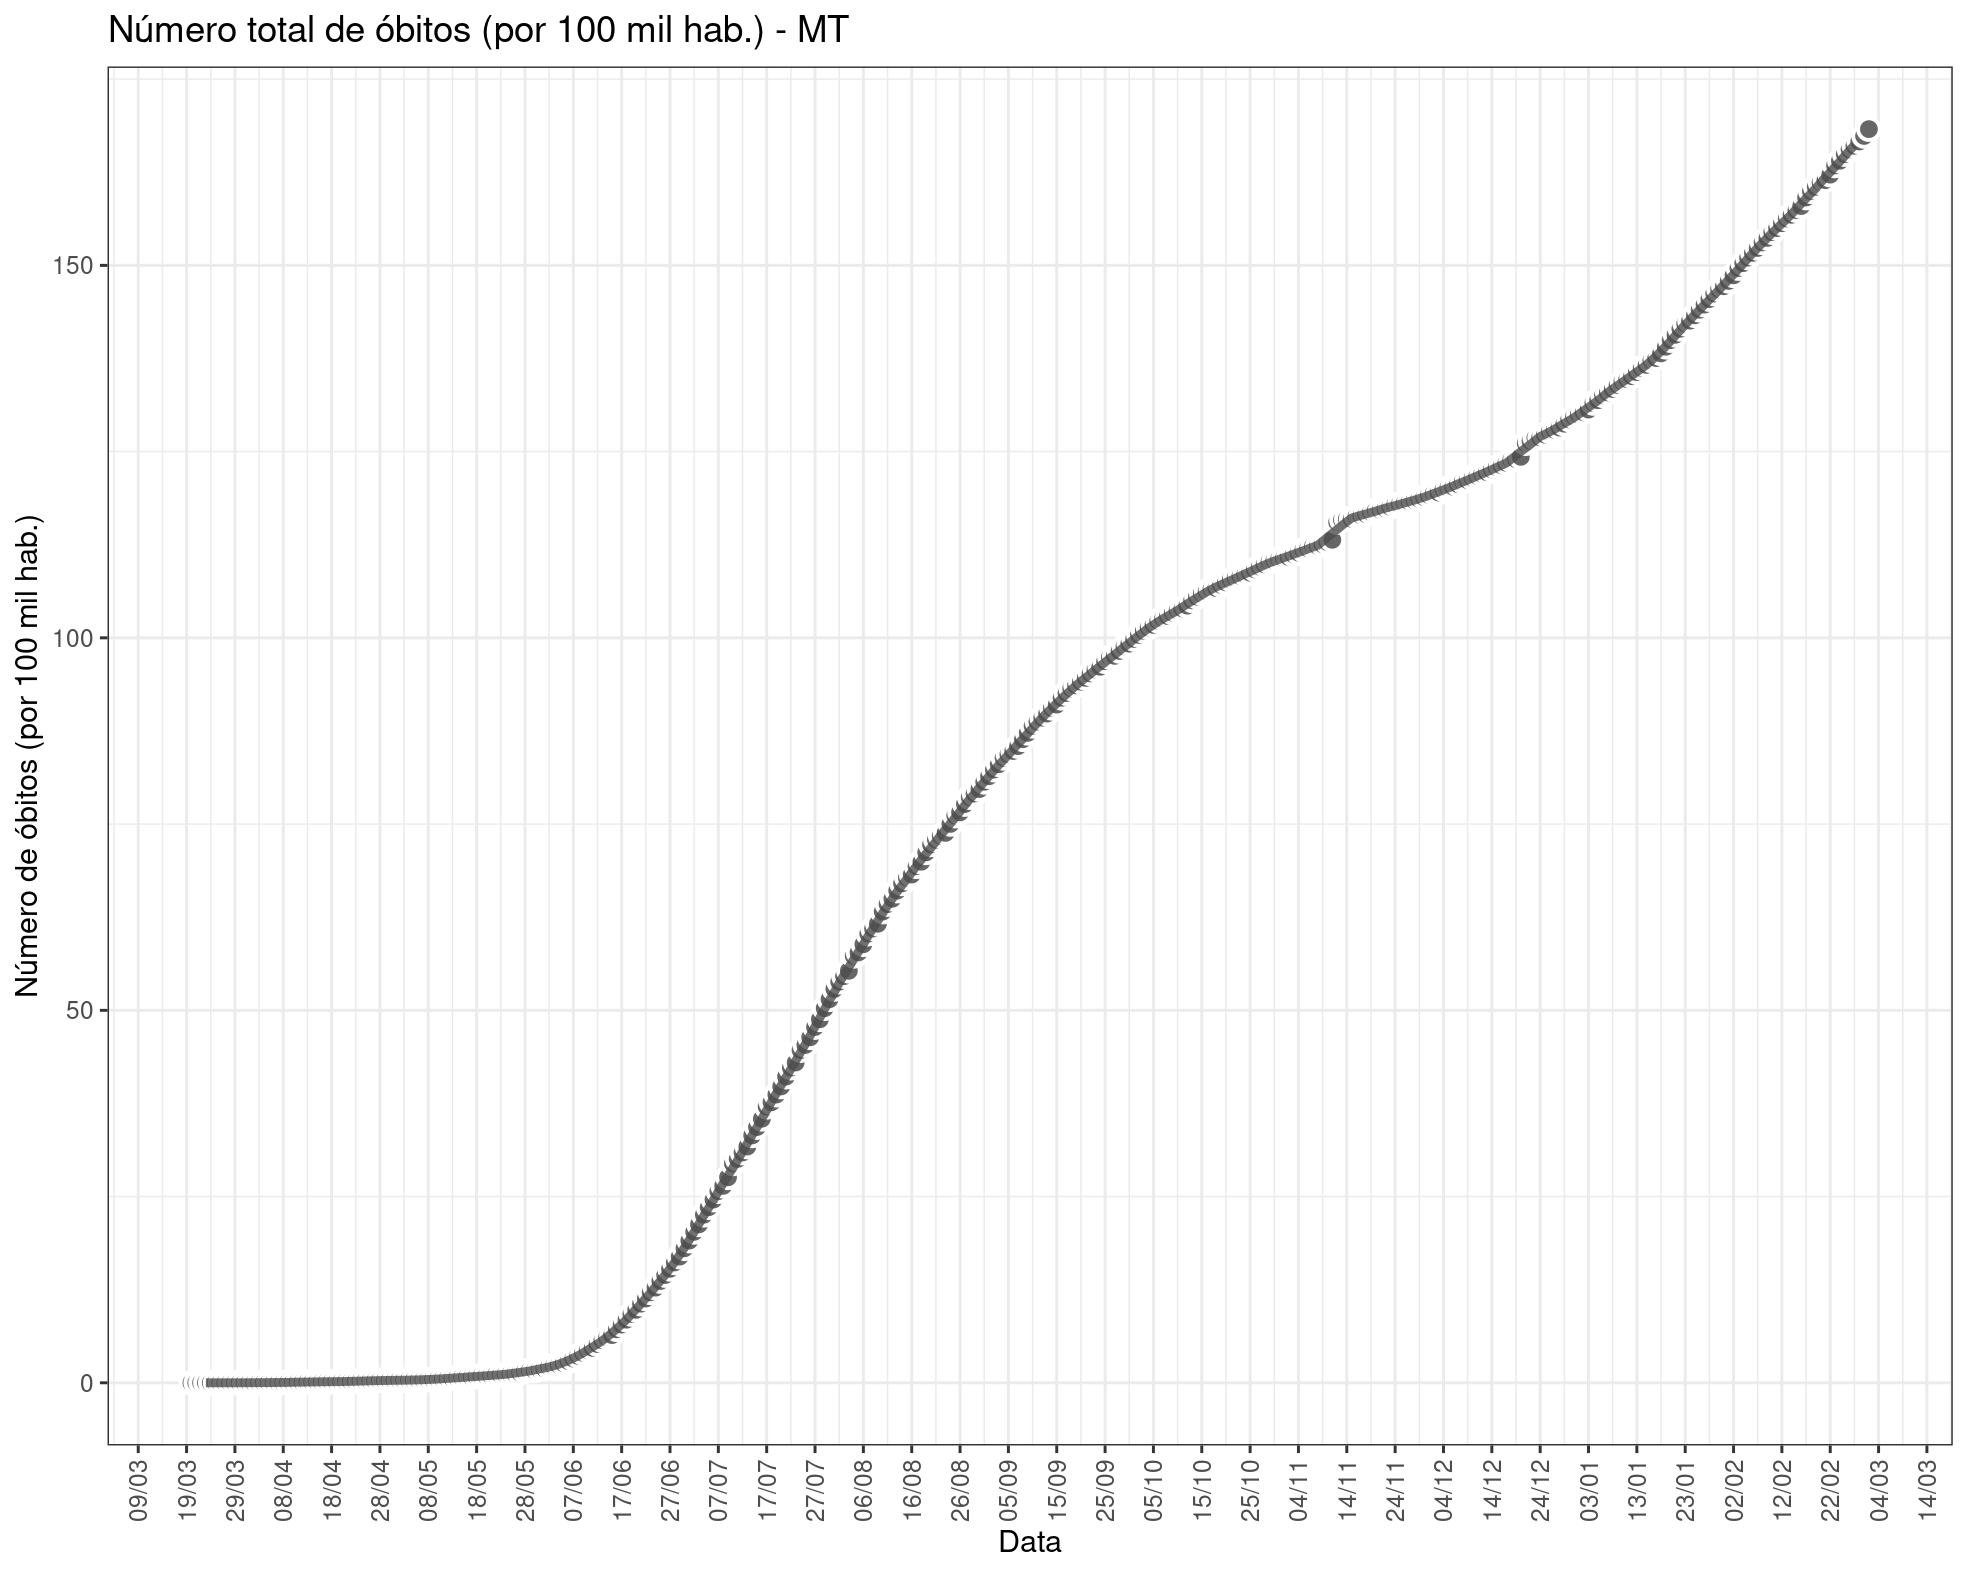 Número total de óbitos (por 100 mil hab.) - MT
Número de óbitos (por 100 mil hab.)
150
100
50
0
09/03 19/03 29/03 08/04 18/04 28/04 08/05 18/05 28/05 07/06 17/06 27/06 07/07 17/07 27/07 06/08 16/08 26/08 05/09 15/09 25/09 05/10 15/10 25/10 04/11 14/11 24/11 04/12 14/12 24/12 03/01 13/01 23/01 02/02 12/02 22/02 04/03 14/03
Data